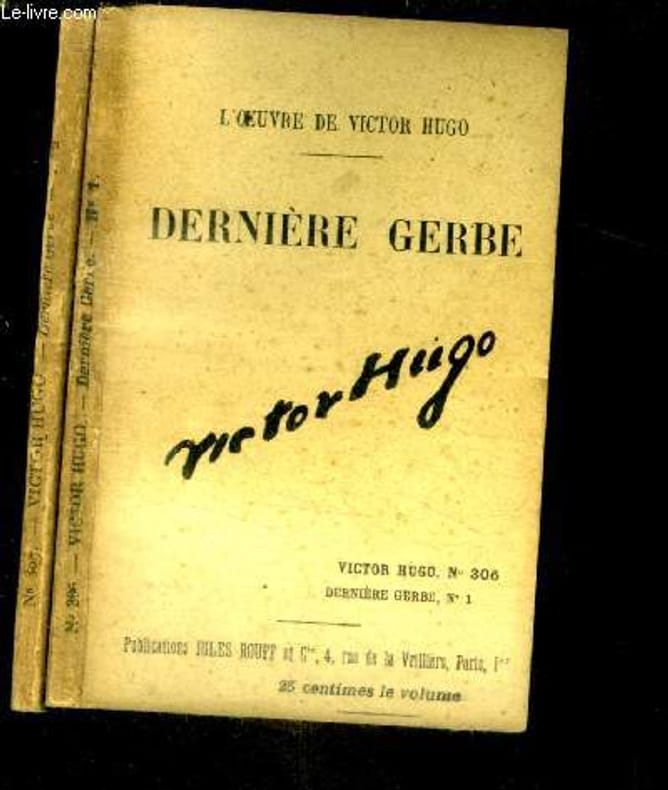 Le-livre.com
L'ŒUVRE DE VICTOR HUGO
DERNIÈRE GERBE
Victor Hugo
VICTOR HUGO, N° 306
DERNIÈRE GERBE, N° 1
Publications JULES ROUFF et Cie, 4, rue de la Vrillière, Paris, Ier
25 centimes le volume
N° 306. — VICTOR HUGO. — Dernière Gerbe. — N° 1.
— VICTOR HUGO. — Dernière Gerbe —